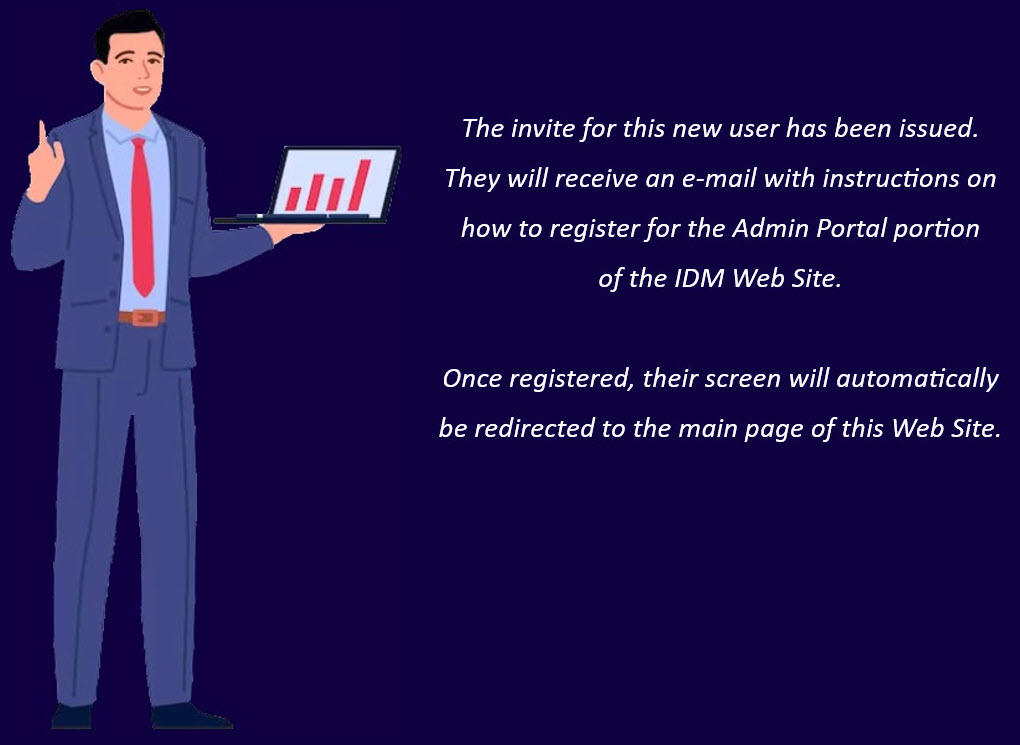 The invite for this new user has been issued.
They will receive an e-mail with instructions on
how to register for the Admin Portal portion
of the IDM Web Site.
Once registered, their screen will automatically
be redirected to the main page of this Web Site.